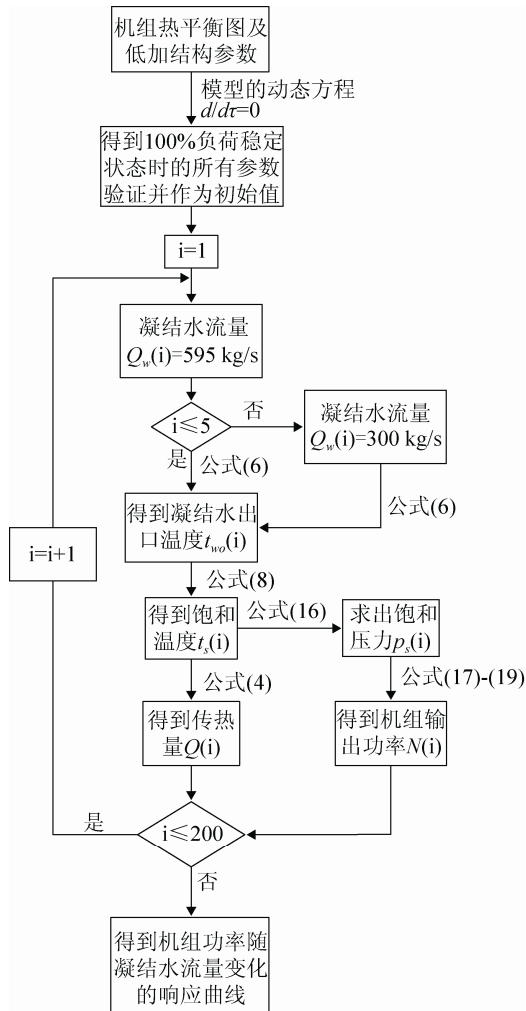 机组热平衡图及
低加结构参数
模型的动态方程
d/dτ=0
得到100%负荷稳定
状态时的所有参数
验证并作为初始值
i=1
凝结水流量
Qw(i)=595 kg/s
i≤5
否
凝结水流量
Qw(i)=300 kg/s
是
公式(6)
公式(6)
得到凝结水出
口温度two(i)
i=i+1
公式(8)
得到饱和
温度ts(i)
公式(16)
求出饱和
压力ps(i)
公式(4)
公式(17)-(19)
得到传热
量Q(i)
得到机组输
出功率N(i)
是
i≤200
否
得到机组功率随
凝结水流量变化
的响应曲线